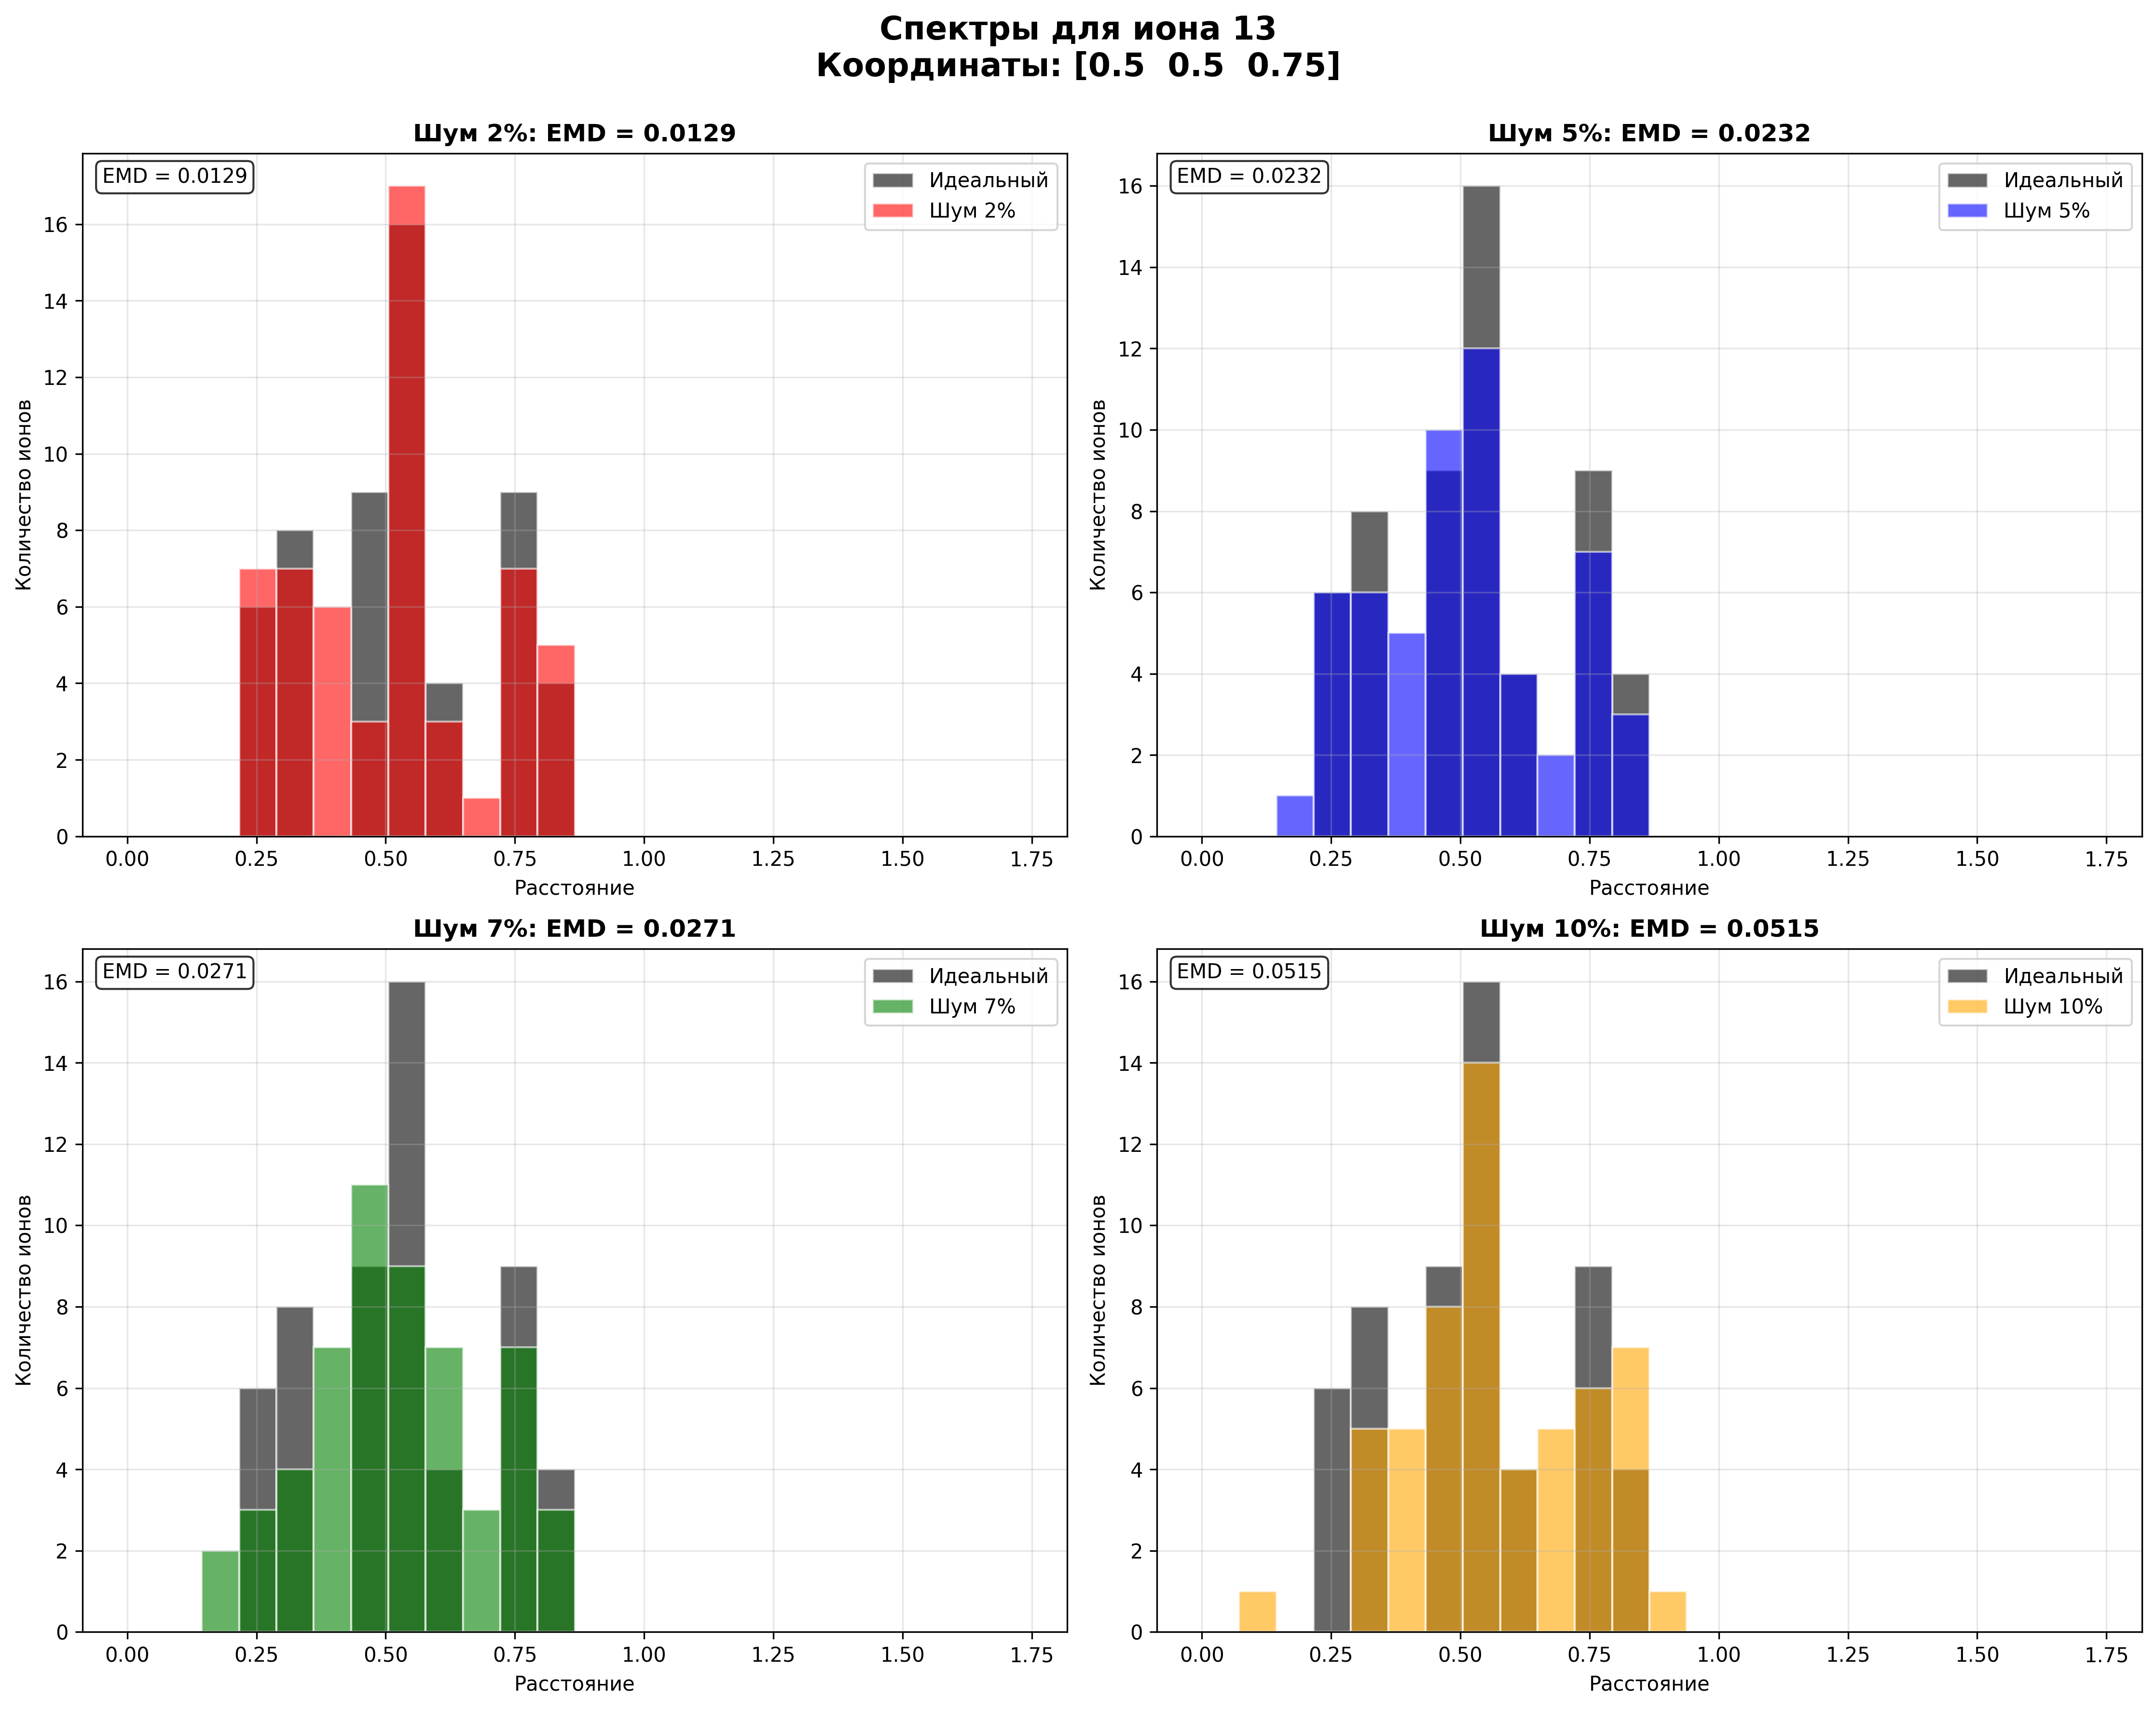 Спектры для иона 13
Координаты: [0.5  0.5  0.75]
Шум 2%: EMD = 0.0129
EMD = 0.0129
Идеальный
Шум 2%
Количество ионов
16
14
12
10
8
6
4
2
0
0.00 0.25 0.50 0.75 1.00 1.25 1.50 1.75
Расстояние
Шум 5%: EMD = 0.0232
EMD = 0.0232
Идеальный
Шум 5%
Количество ионов
16
14
12
10
8
6
4
2
0
0.00 0.25 0.50 0.75 1.00 1.25 1.50 1.75
Расстояние
Шум 7%: EMD = 0.0271
EMD = 0.0271
Идеальный
Шум 7%
Количество ионов
16
14
12
10
8
6
4
2
0
0.00 0.25 0.50 0.75 1.00 1.25 1.50 1.75
Расстояние
Шум 10%: EMD = 0.0515
EMD = 0.0515
Идеальный
Шум 10%
Количество ионов
16
14
12
10
8
6
4
2
0
0.00 0.25 0.50 0.75 1.00 1.25 1.50 1.75
Расстояние